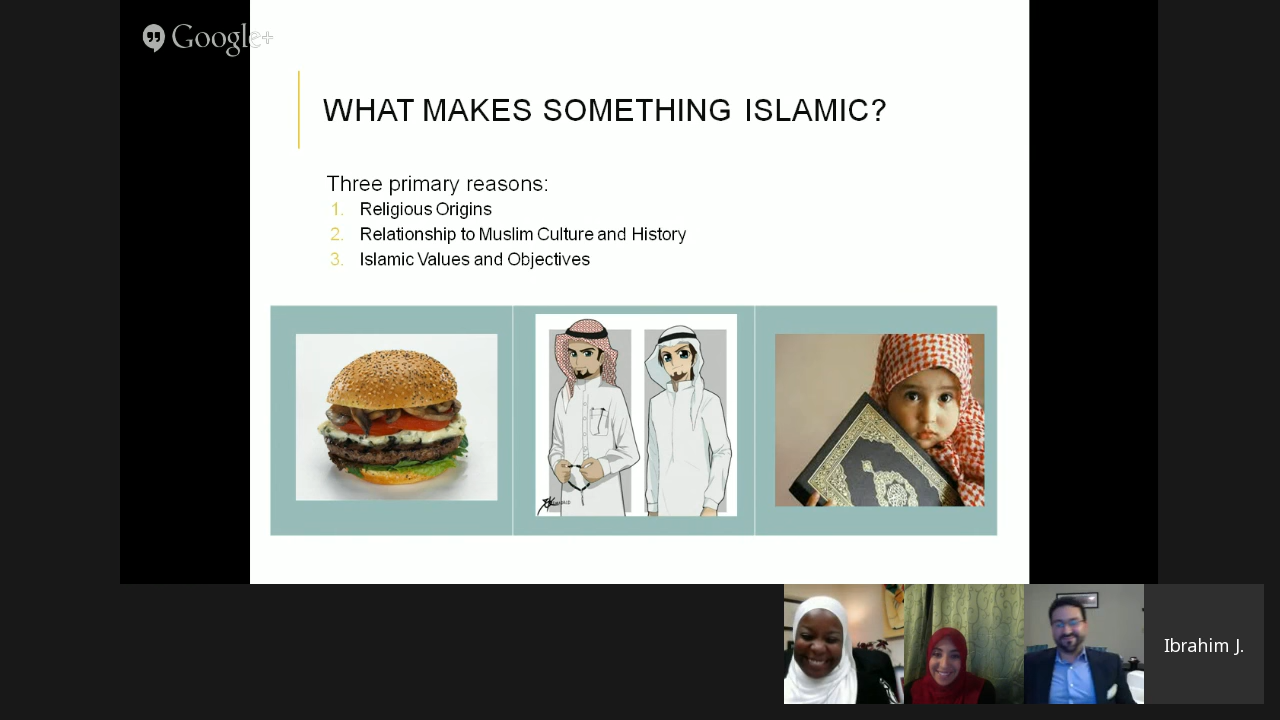 Google+
WHAT MAKES SOMETHING ISLAMIC?
Three primary reasons:
1. Religious Origins
2. Relationship to Muslim Culture and History
3. Islamic Values and Objectives
Ibrahim J.